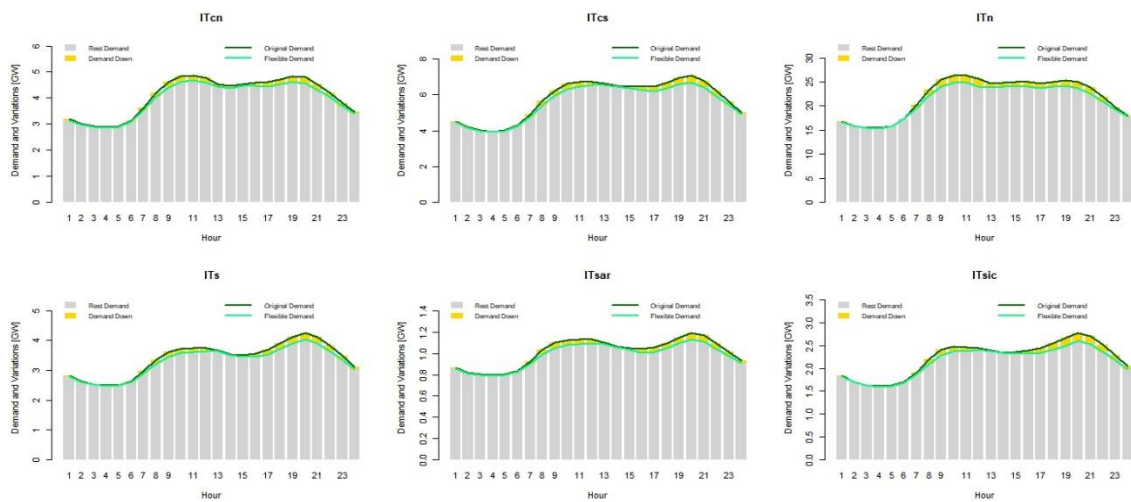 ITcn
Rest Demand
Demand Down
Original Demand
Flexible Demand
Demand and Variations [GW]
0 1 2 3 4 5 6
1 2 3 4 5 6 7 8 9 11 13 15 17 19 21 23
Hour
ITcs
Rest Demand
Demand Down
Original Demand
Flexible Demand
Demand and Variations [GW]
0 2 4 6 8
1 2 3 4 5 6 7 8 9 11 13 15 17 19 21 23
Hour
ITn
Rest Demand
Demand Down
Original Demand
Flexible Demand
Demand and Variations [GW]
0 5 10 15 20 25 30
1 2 3 4 5 6 7 8 9 11 13 15 17 19 21 23
Hour
ITs
Rest Demand
Demand Down
Original Demand
Flexible Demand
Demand and Variations [GW]
0 1 2 3 4 5
1 2 3 4 5 6 7 8 9 11 13 15 17 19 21 23
Hour
ITsar
Rest Demand
Demand Down
Original Demand
Flexible Demand
Demand and Variations [GW]
0.0 0.2 0.4 0.6 0.8 1.0 1.2 1.4
1 2 3 4 5 6 7 8 9 11 13 15 17 19 21 23
Hour
ITsic
Rest Demand
Demand Down
Original Demand
Flexible Demand
Demand and Variations [GW]
0.0 0.5 1.0 1.5 2.0 2.5 3.0 3.5
1 2 3 4 5 6 7 8 9 11 13 15 17 19 21 23
Hour